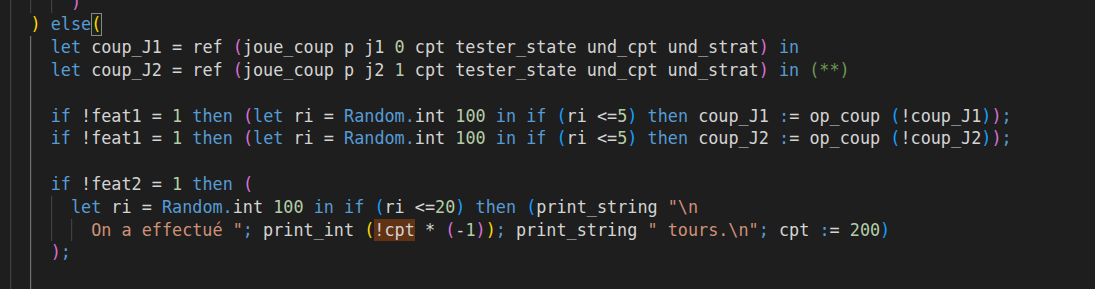 )
) else(
let coup_J1 = ref (joue_coup p j1 0 cpt tester_state und_cpt und_strat) in
let coup_J2 = ref (joue_coup p j2 1 cpt tester_state und_cpt und_strat) in (**)
if !feat1 = 1 then (let ri = Random.int 100 in if (ri <=5) then coup_J1 := op_coup (!coup_J1));
if !feat1 = 1 then (let ri = Random.int 100 in if (ri <=5) then coup_J2 := op_coup (!coup_J2));
if !feat2 = 1 then (
let ri = Random.int 100 in if (ri <=20) then (print_string "\n
On a effectué "; print_int (!cpt * (-1)); print_string " tours.\n"; cpt := 200)
);